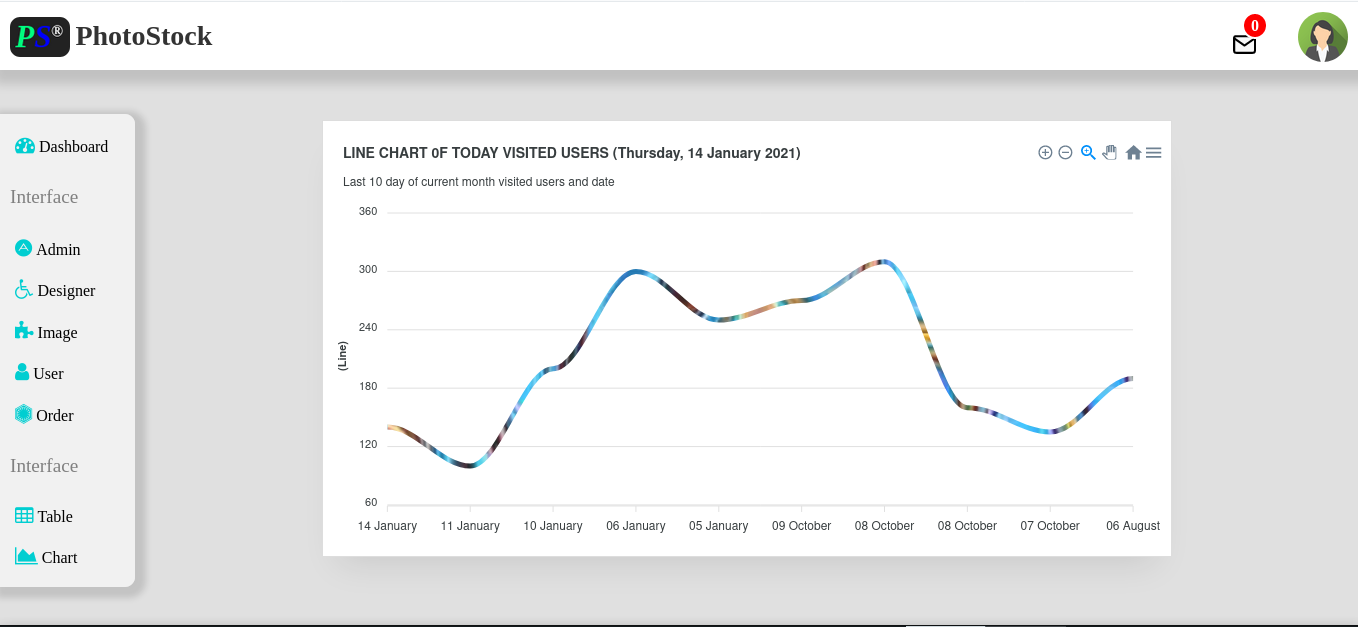 PS® PhotoStock
0
Dashboard
Interface
Admin
Designer
Image
User
Order
Interface
Table
Chart
LINE CHART 0F TODAY VISITED USERS (Thursday, 14 January 2021)
Last 10 day of current month visited users and date
360
300
240
180
120
60
(Line)
14 January 11 January 10 January 06 January 05 January 09 October 08 October 08 October 07 October 06 August